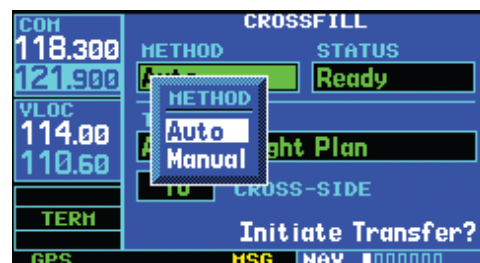 COM
118.300
121.900
VLOC
114.00
110.60
TERM
GPS
CROSSFILL
METHOD STATUS
Ready
METHOD
Auto
Manual
ght Plan
CROSS-SIDE
Initiate Transfer?
MSG NAV